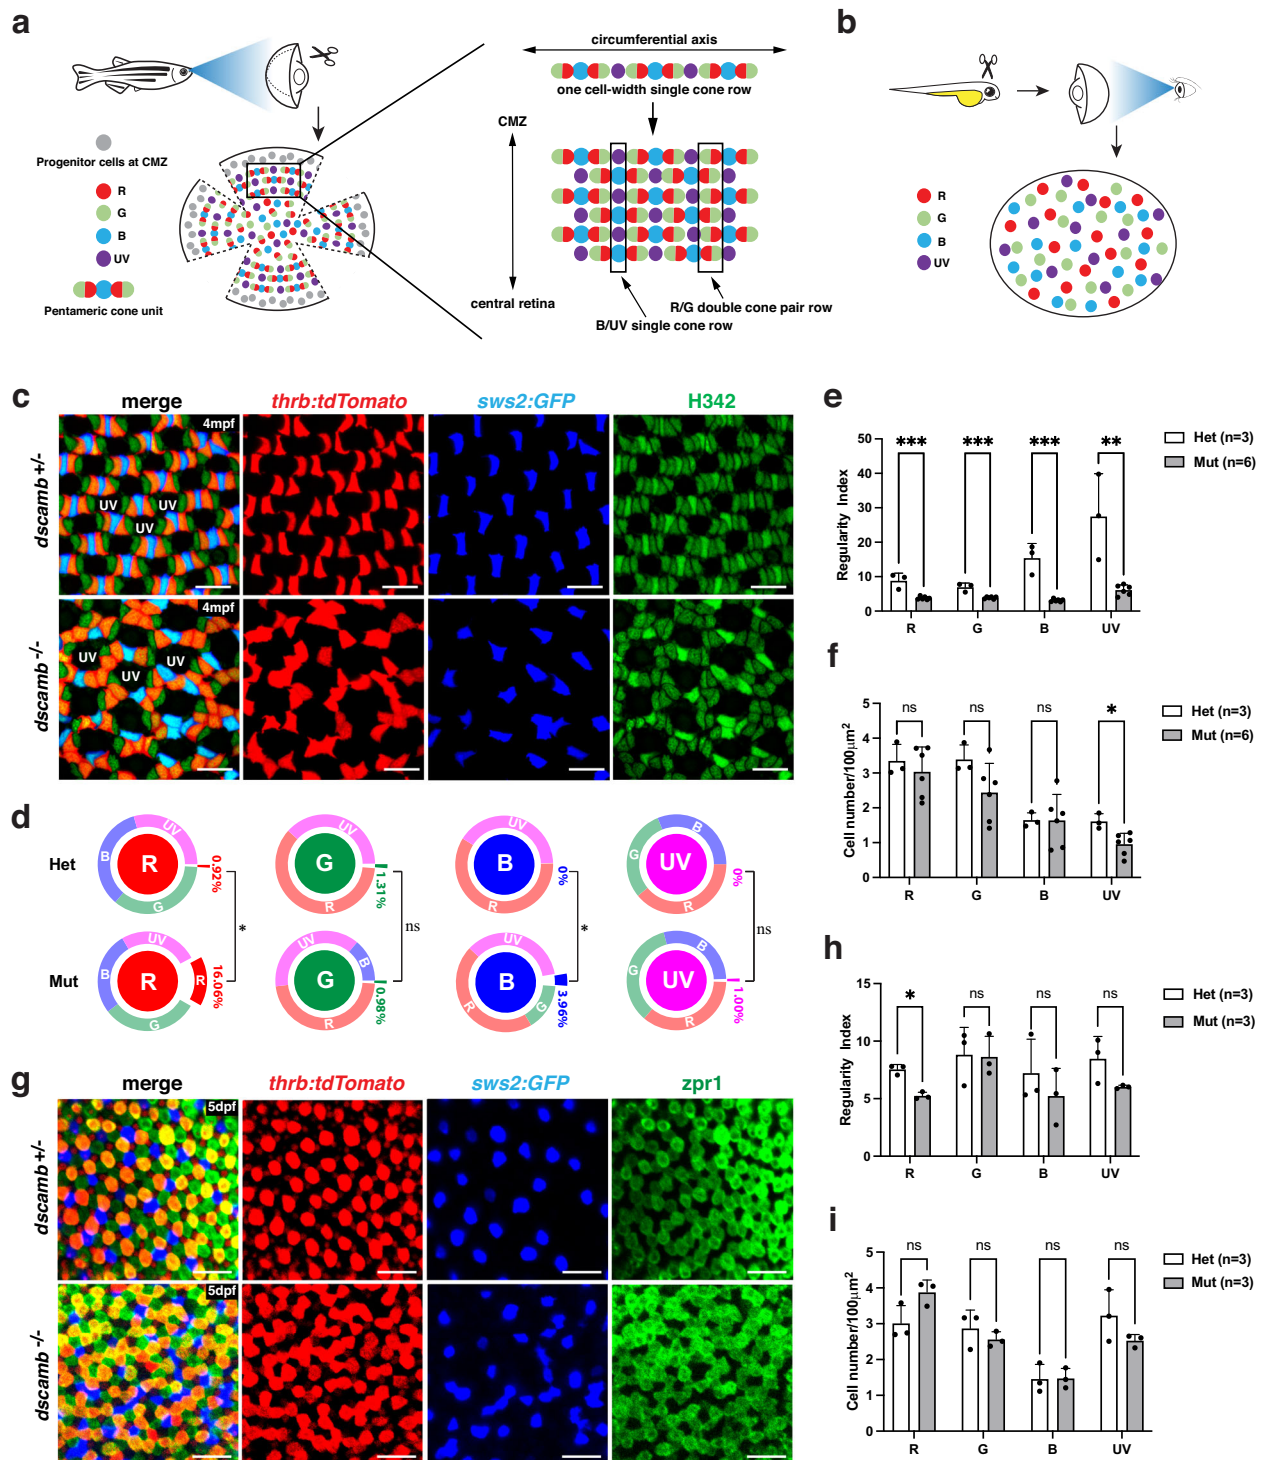 a
circumferential axis
one cell-width single cone row
CMZ
Progenitor cells at CMZ
R
G
B
UV
Pentameric cone unit
central retina
B/UV single cone row
R/G double cone pair row
b
R
G
B
UV
c
merge
thrb:tdTomato
sws2:GFP
H342
dscamb+/-
4mpf
UV UV
UV
dscamb-/-
4mpf
UV UV
UV
d
Het
R
UV
B
G
0.92%
G
UV
R
1.31%
B
UV
R
0%
UV
B
G
R
0%
* ns * ns
Mut
R
UV
B
G
R
16.06%
G
UV
B
R
0.98%
B
UV
R
G
3.96%
UV
B
G
R
1.00%
e
Regularity Index
50
40
30
20
10
0
*** *** *** **
R G B UV
Het (n=3)
Mut (n=6)
f
Cell number/100μm2
5
4
3
2
1
0
ns ns ns *
R G B UV
Het (n=3)
Mut (n=6)
g
merge
thrb:tdTomato
sws2:GFP
zpr1
dscamb+/-
5dpf
dscamb-/-
5dpf
h
Regularity Index
15
10
5
0
* ns ns ns
R G B UV
Het (n=3)
Mut (n=3)
i
Cell number/100μm2
5
4
3
2
1
0
ns ns ns ns
R G B UV
Het (n=3)
Mut (n=3)